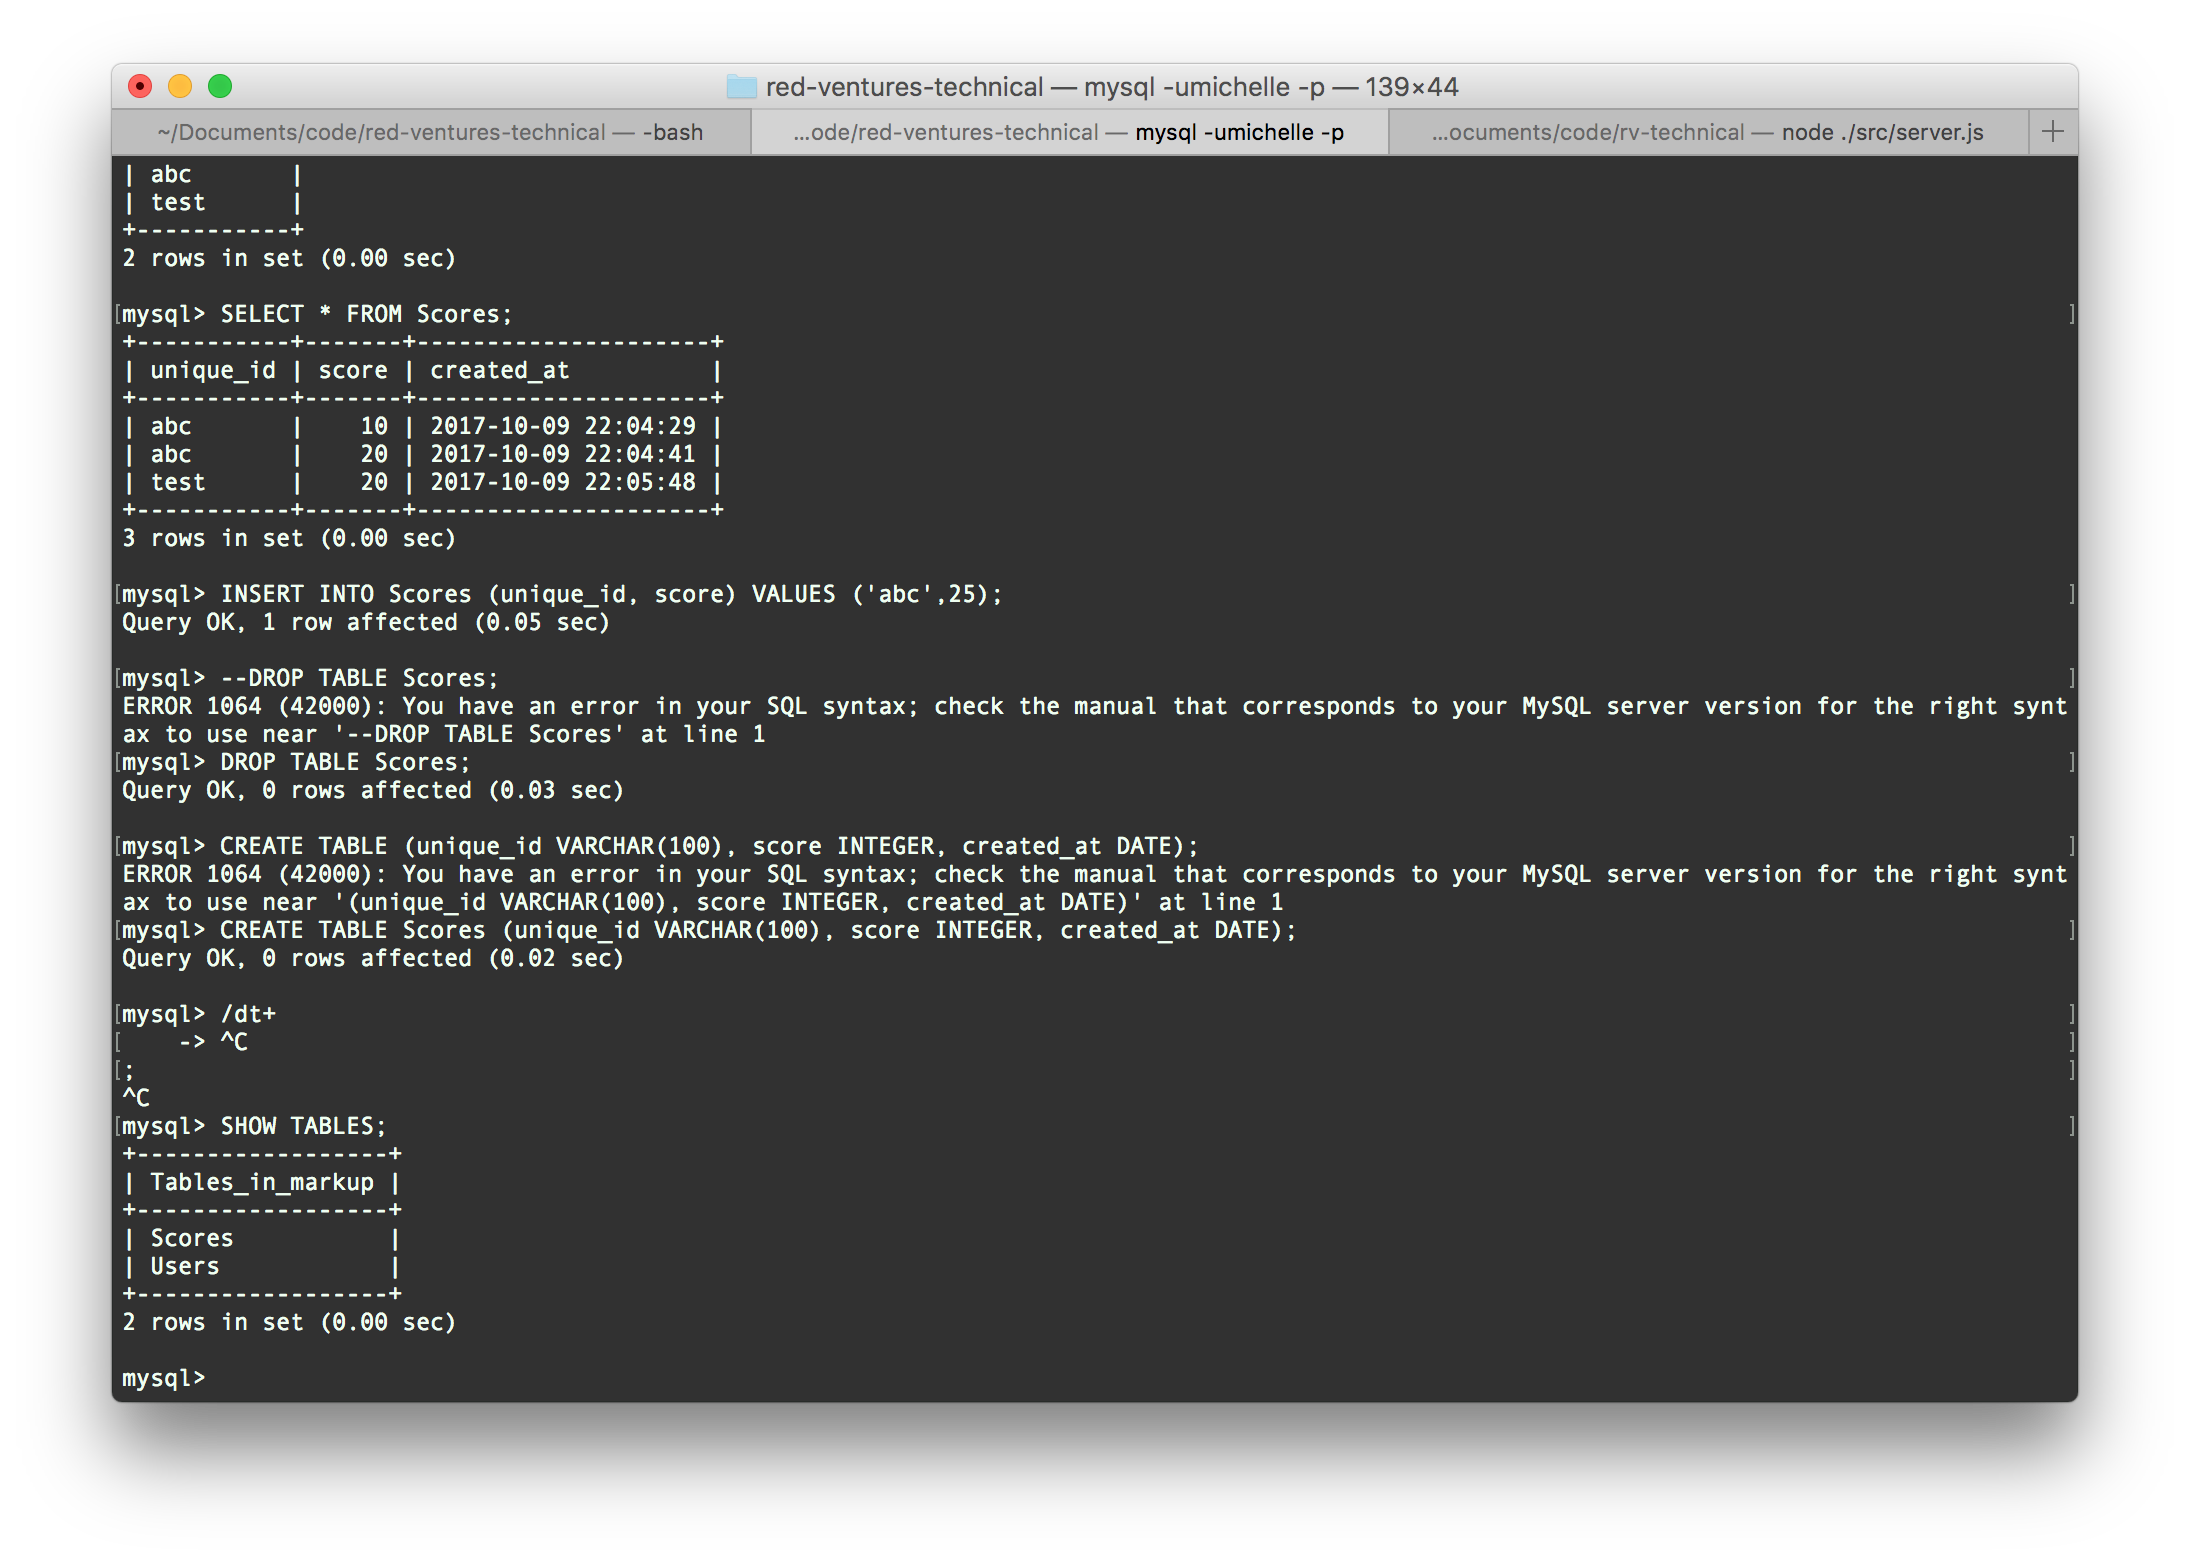 red-ventures-technical — mysql -umichelle -p — 139×44
~/Documents/code/red-ventures-technical — -bash
...ode/red-ventures-technical — mysql -umichelle -p
...ocuments/code/rv-technical — node ./src/server.js
+
| abc       |
| test      |
+-----------+
2 rows in set (0.00 sec)

[mysql> SELECT * FROM Scores; ]
+-----------+-------+---------------------+
| unique_id | score | created_at          |
+-----------+-------+---------------------+
| abc       |    10 | 2017-10-09 22:04:29 |
| abc       |    20 | 2017-10-09 22:04:41 |
| test      |    20 | 2017-10-09 22:05:48 |
+-----------+-------+---------------------+
3 rows in set (0.00 sec)

[mysql> INSERT INTO Scores (unique_id, score) VALUES ('abc',25); ]
Query OK, 1 row affected (0.05 sec)

[mysql> --DROP TABLE Scores; ]
ERROR 1064 (42000): You have an error in your SQL syntax; check the manual that corresponds to your MySQL server version for the right synt
ax to use near '--DROP TABLE Scores' at line 1
[mysql> DROP TABLE Scores; ]
Query OK, 0 rows affected (0.03 sec)

[mysql> CREATE TABLE (unique_id VARCHAR(100), score INTEGER, created_at DATE); ]
ERROR 1064 (42000): You have an error in your SQL syntax; check the manual that corresponds to your MySQL server version for the right synt
ax to use near '(unique_id VARCHAR(100), score INTEGER, created_at DATE)' at line 1
[mysql> CREATE TABLE Scores (unique_id VARCHAR(100), score INTEGER, created_at DATE); ]
Query OK, 0 rows affected (0.02 sec)

[mysql> /dt+ ]
[    -> ^C ]
[; ]
^C
[mysql> SHOW TABLES; ]
+------------------+
| Tables_in_markup |
+------------------+
| Scores           |
| Users            |
+------------------+
2 rows in set (0.00 sec)

mysql>